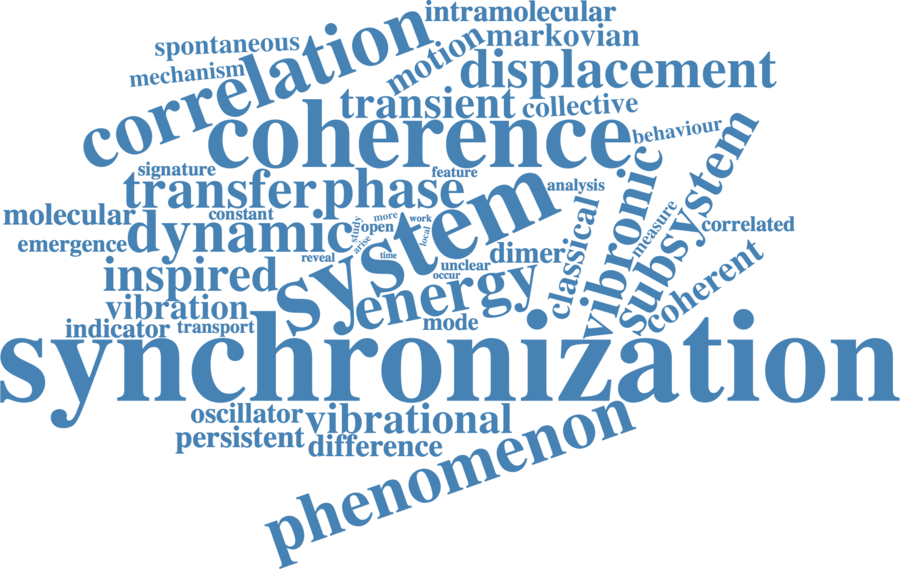 intramolecular
spontaneous
correlation
motion
markovian
mechanism
displacement
transient
collective
coherence
behaviour
signature
feature
transfer
phase
system
analysis
vibronic
subsystem
molecular
constant
more
work
study
open
local
classical
measure
correlated
emergence
dynamic
arise
reveal
time
unclear
dimer
occur
inspired
energy
coherent
vibration
indicator
transport
mode
synchronization
oscillator
vibrational
persistent
difference
phenomenon